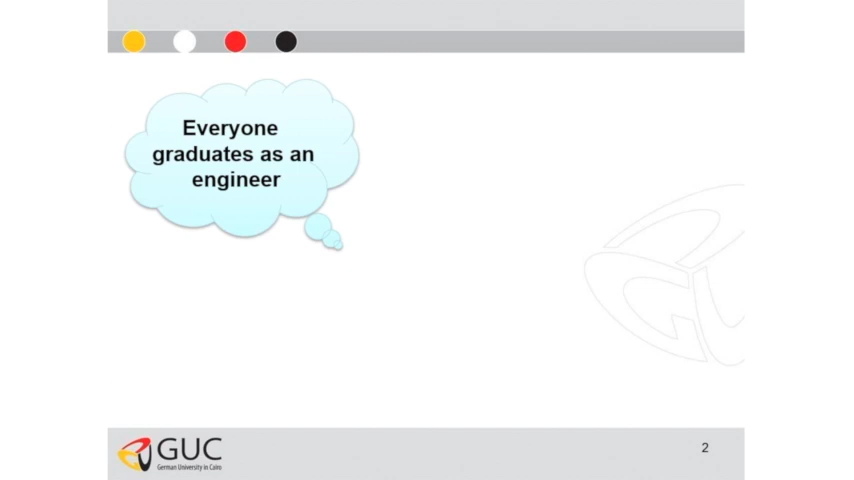 Everyone
graduates as an
engineer
GUC
German University in Cairo
2